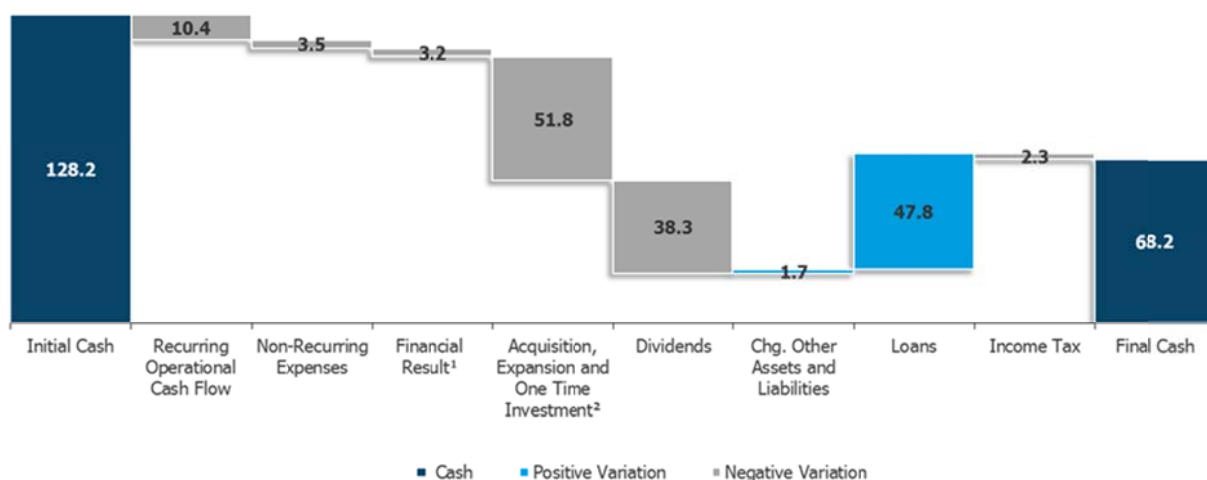 10.4
3.5
3.2
51.8
128.2
2.3
47.8
38.3
68.2
1.7
Initial Cash
Recurring
Operational
Cash Flow
Non-Recurring
Expenses
Financial
Result¹
Acquisition,
Expansion and
One Time
Investment²
Dividends
Chg. Other
Assets and
Liabilities
Loans
Income Tax
Final Cash
Cash
Positive Variation
Negative Variation